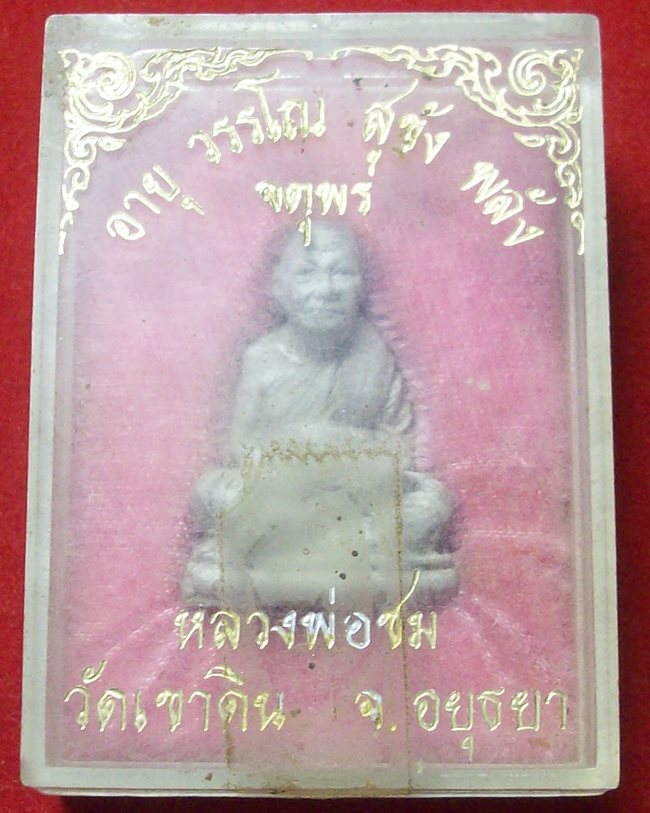 อายุ วรรโณ สุขัง พลัง
จตุพร
หลวงพ่อชม
วัดเขาดิน จ.อยุธยา